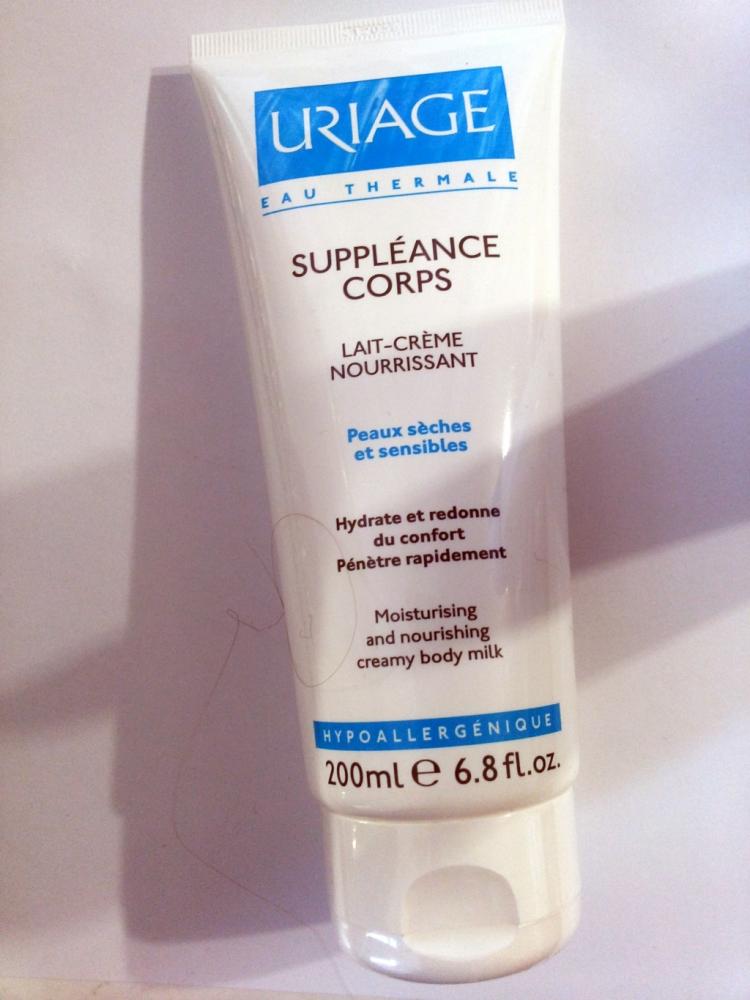 URIAGE
EAU THERMALE
SUPPLÉANCE
CORPS
LAIT-CRÈME
NOURRISSANT
Peaux sèches
et sensibles
Hydrate et redonne
du confort
Pénètre rapidement
Moisturising
and nourishing
creamy body milk
HYPOALLERGÉNIQUE
200ml ℮ 6.8 fl.oz.